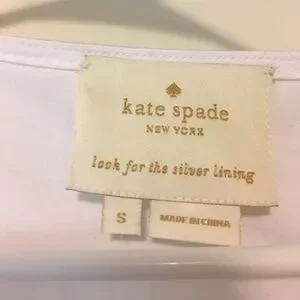 kate spade
NEW YORK
look for the silver lining
S
MADE IN CHINA